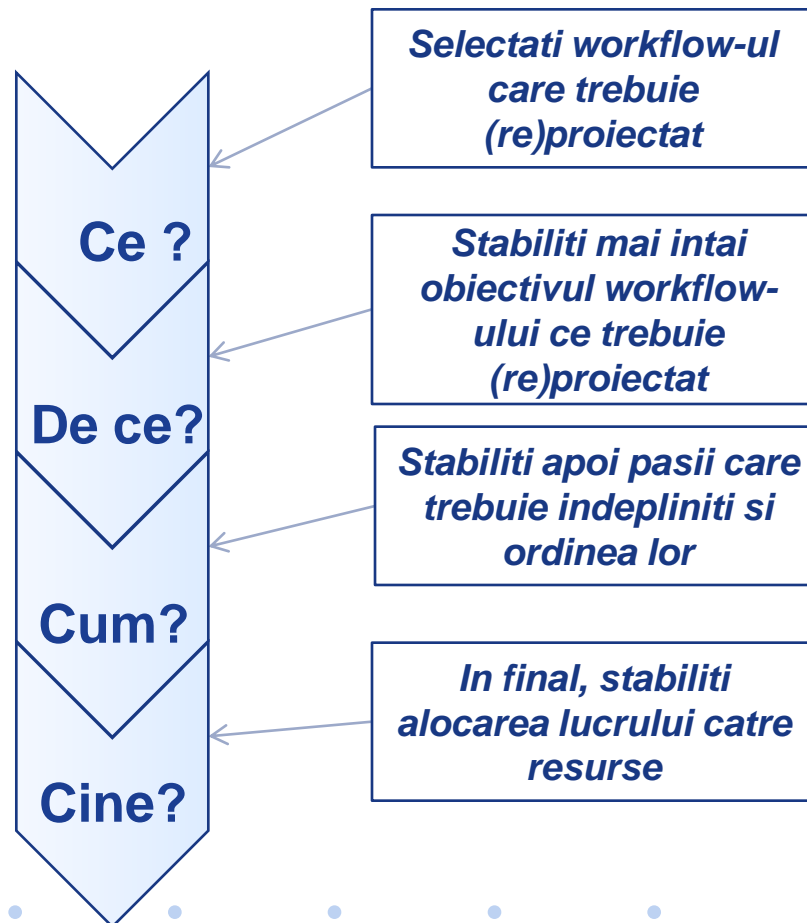 Selectati workflow-ul
care trebuie
(re)proiectat
Ce ?
Stabiliti mai intai
obiectivul workflow-
ului ce trebuie
(re)proiectat
De ce?
Stabiliti apoi pasii care
trebuie indepliniti si
ordinea lor
Cum?
In final, stabiliti
alocarea lucrului catre
resurse
Cine?